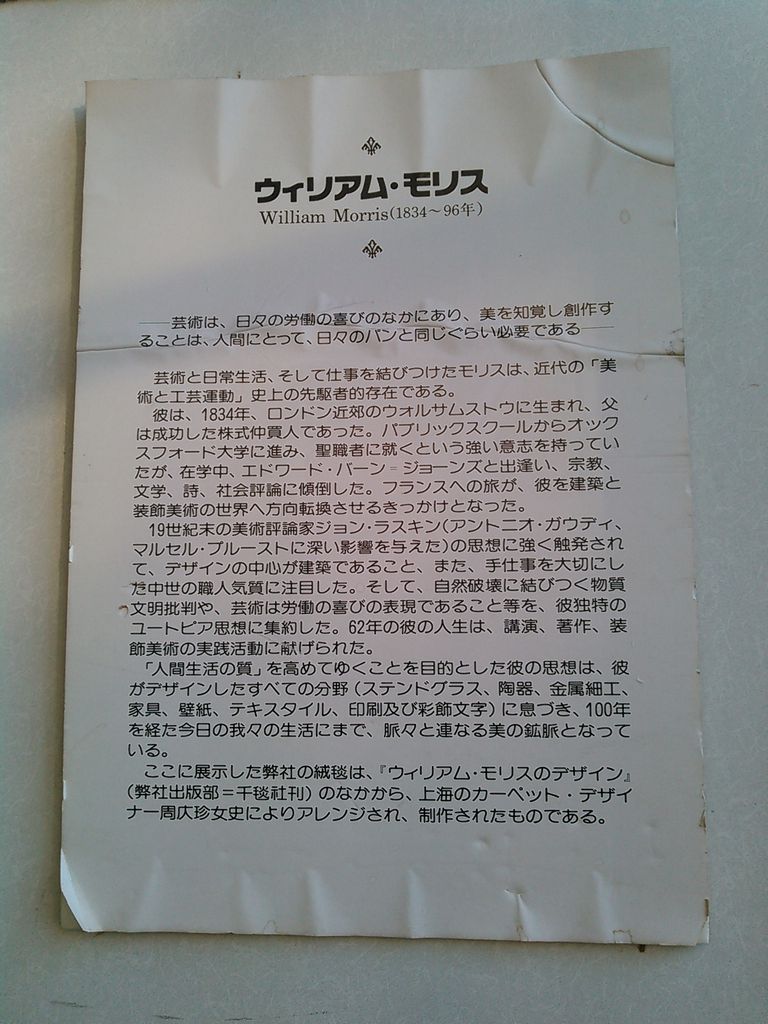 ウィリアム・モリス
William Morris(1834〜96年)
――芸術は、日々の労働の喜びのなかにあり、美を知覚し創作す
ることは、人間にとって、日々のパンと同じぐらい必要である――
芸術と日常生活、そして仕事を結びつけたモリスは、近代の「美
術と工芸運動」史上の先駆者的存在である。
彼は、1834年、ロンドン近郊のウォルサムストウに生まれ、父
は成功した株式仲買人であった。パブリックスクールからオック
スフォード大学に進み、聖職者に就くという強い意志を持ってい
たが、在学中、エドワード・バーン＝ジョーンズと出逢い、宗教、
文学、詩、社会評論に傾倒した。フランスへの旅が、彼を建築と
装飾美術の世界へ方向転換させるきっかけとなった。
19世紀末の美術評論家ジョン・ラスキン(アントニオ・ガウディ、
マルセル・プルーストに深い影響を与えた)の思想に強く触発され
て、デザインの中心が建築であること、また、手仕事を大切にし
た中世の職人気質に注目した。そして、自然破壊に結びつく物質
文明批判や、芸術は労働の喜びの表現であること等を、彼独特の
ユートピア思想に集約した。62年の彼の人生は、講演、著作、装
飾美術の実践活動に献げられた。
「人間生活の質」を高めてゆくことを目的とした彼の思想は、彼
がデザインしたすべての分野(ステンドグラス、陶器、金属細工、
家具、壁紙、テキスタイル、印刷及び彩飾文字)に息づき、100年
を経た今日の我々の生活にまで、脈々と連なる美の鉱脈となって
いる。
ここに展示した弊社の絨毯は、『ウィリアム・モリスのデザイン』
(弊社出版部＝千毯社刊)のなかから、上海のカーペット・デザイ
ナー周庆珍女史によりアレンジされ、制作されたものである。